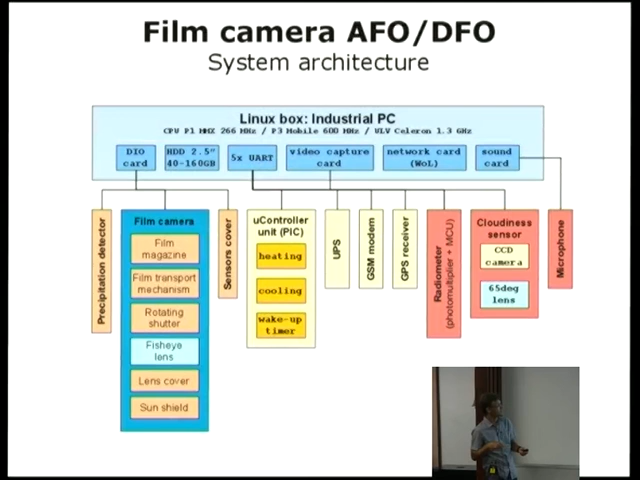 Film camera AFO/DFO
System architecture
Linux box: Industrial PC
CPU P1 MMX 266 MHz / P3 Mobile 600 MHz / ULV Celeron 1.3 GHz
DIO
card
HDD 2.5"
40-160GB
5x UART
video capture
card
network card
(WoL)
sound
card
Precipitation detector
Film camera
Film
magazine
Film transport
mechanism
Rotating
shutter
Fisheye
lens
Lens cover
Sun shield
Sensors cover
uController
unit (PIC)
heating
cooling
wake-up
timer
UPS
GSM modem
GPS receiver
Radiometer
(photomultiplier + MCU)
Cloudiness
sensor
CCD
camera
65deg
lens
Microphone